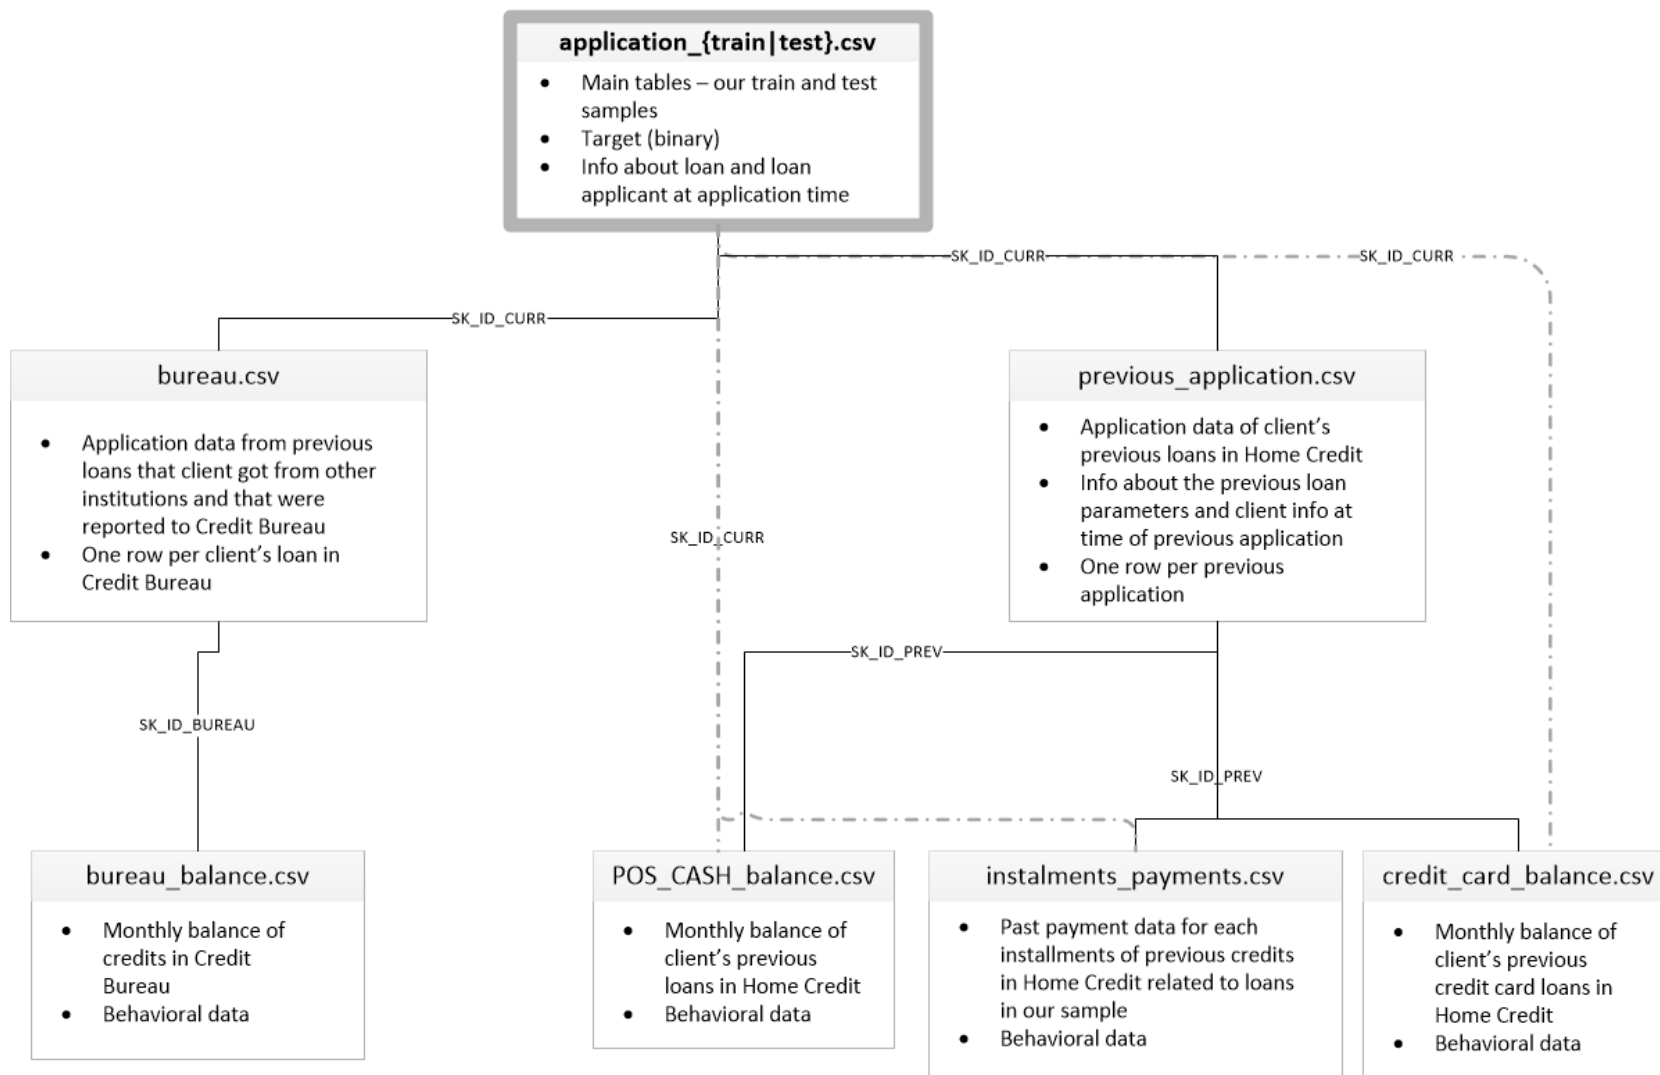 application_{train|test}.csv
• Main tables – our train and test
samples
• Target (binary)
• Info about loan and loan
applicant at application time
SK_ID_CURR
SK_ID_CURR
SK_ID_CURR
bureau.csv
• Application data from previous
loans that client got from other
institutions and that were
reported to Credit Bureau
• One row per client's loan in
Credit Bureau
previous_application.csv
• Application data of client's
previous loans in Home Credit
• Info about the previous loan
parameters and client info at
time of previous application
• One row per previous
application
SK_ID_CURR
SK_ID_PREV
SK_ID_BUREAU
SK_ID_PREV
bureau_balance.csv
• Monthly balance of
credits in Credit
Bureau
• Behavioral data
POS_CASH_balance.csv
• Monthly balance of
client's previous
loans in Home Credit
• Behavioral data
instalments_payments.csv
• Past payment data for each
installments of previous credits
in Home Credit related to loans
in our sample
• Behavioral data
credit_card_balance.csv
• Monthly balance of
client's previous
credit card loans in
Home Credit
• Behavioral data